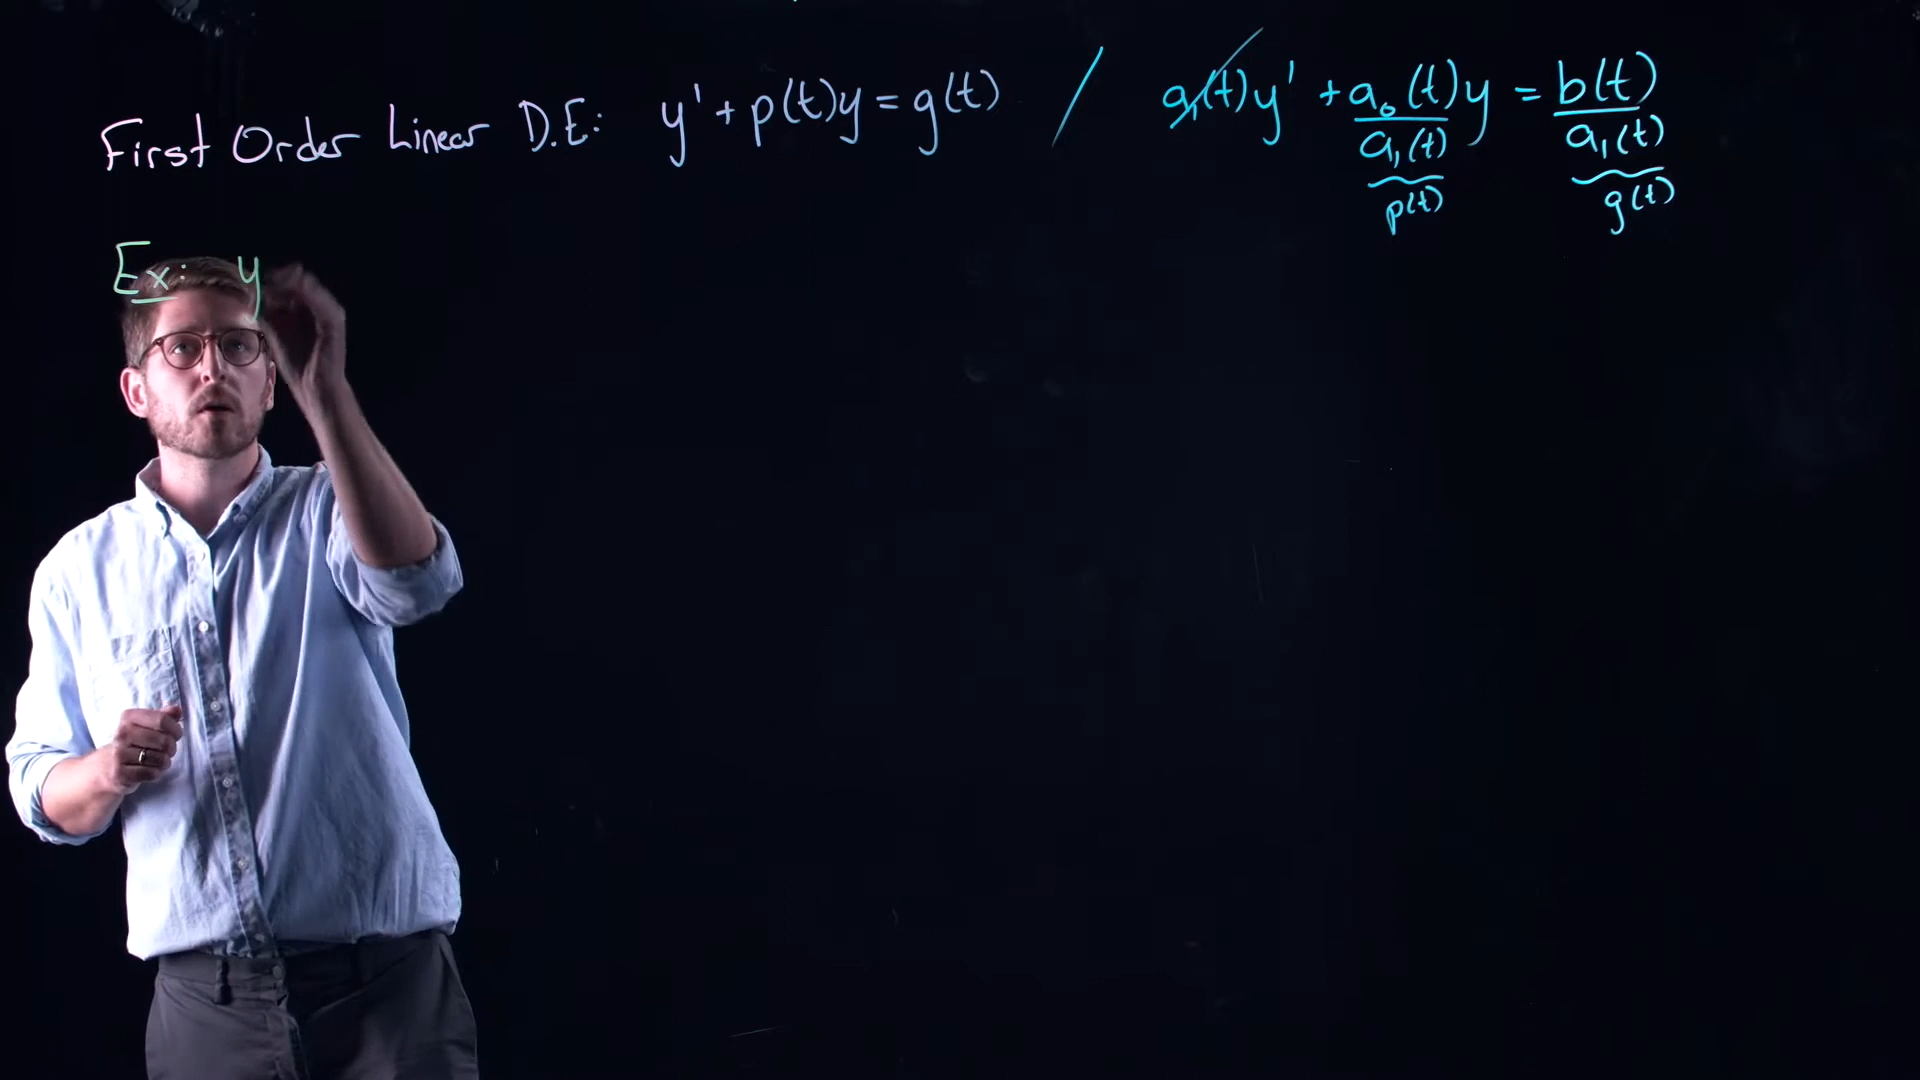 First Order Linear D.E: y' + p(t)y = g(t) / a₁(t)y' + a₀(t)y = b(t)
a₁(t) a₁(t)
p(t) g(t)
Ex: y